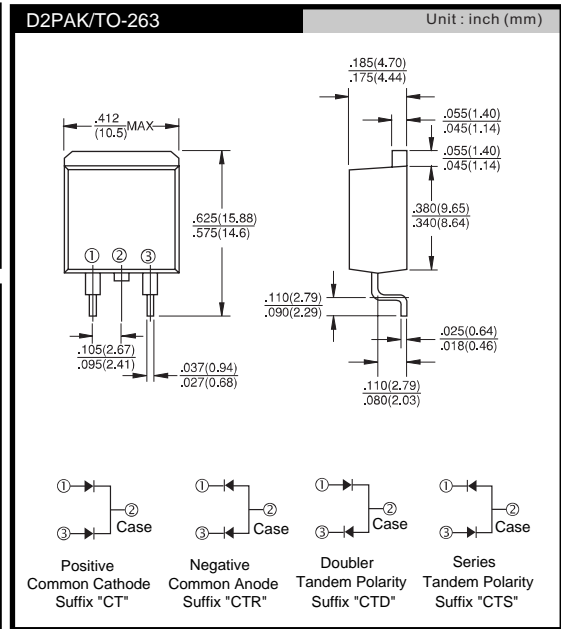 D2PAK/TO-263
Unit : inch (mm)
.412
(10.5) MAX
.185(4.70)
.175(4.44)
.055(1.40)
.045(1.14)
.055(1.40)
.045(1.14)
.625(15.88)
.575(14.6)
.380(9.65)
.340(8.64)
① ② ③
.110(2.79)
.090(2.29)
.105(2.67)
.095(2.41)
.037(0.94)
.027(0.68)
.025(0.64)
.018(0.46)
.110(2.79)
.080(2.03)
① ② ③ Case
① ② ③ Case
① ② ③ Case
① ② ③ Case
Positive
Common Cathode
Suffix "CT"
Negative
Common Anode
Suffix "CTR"
Doubler
Tandem Polarity
Suffix "CTD"
Series
Tandem Polarity
Suffix "CTS"